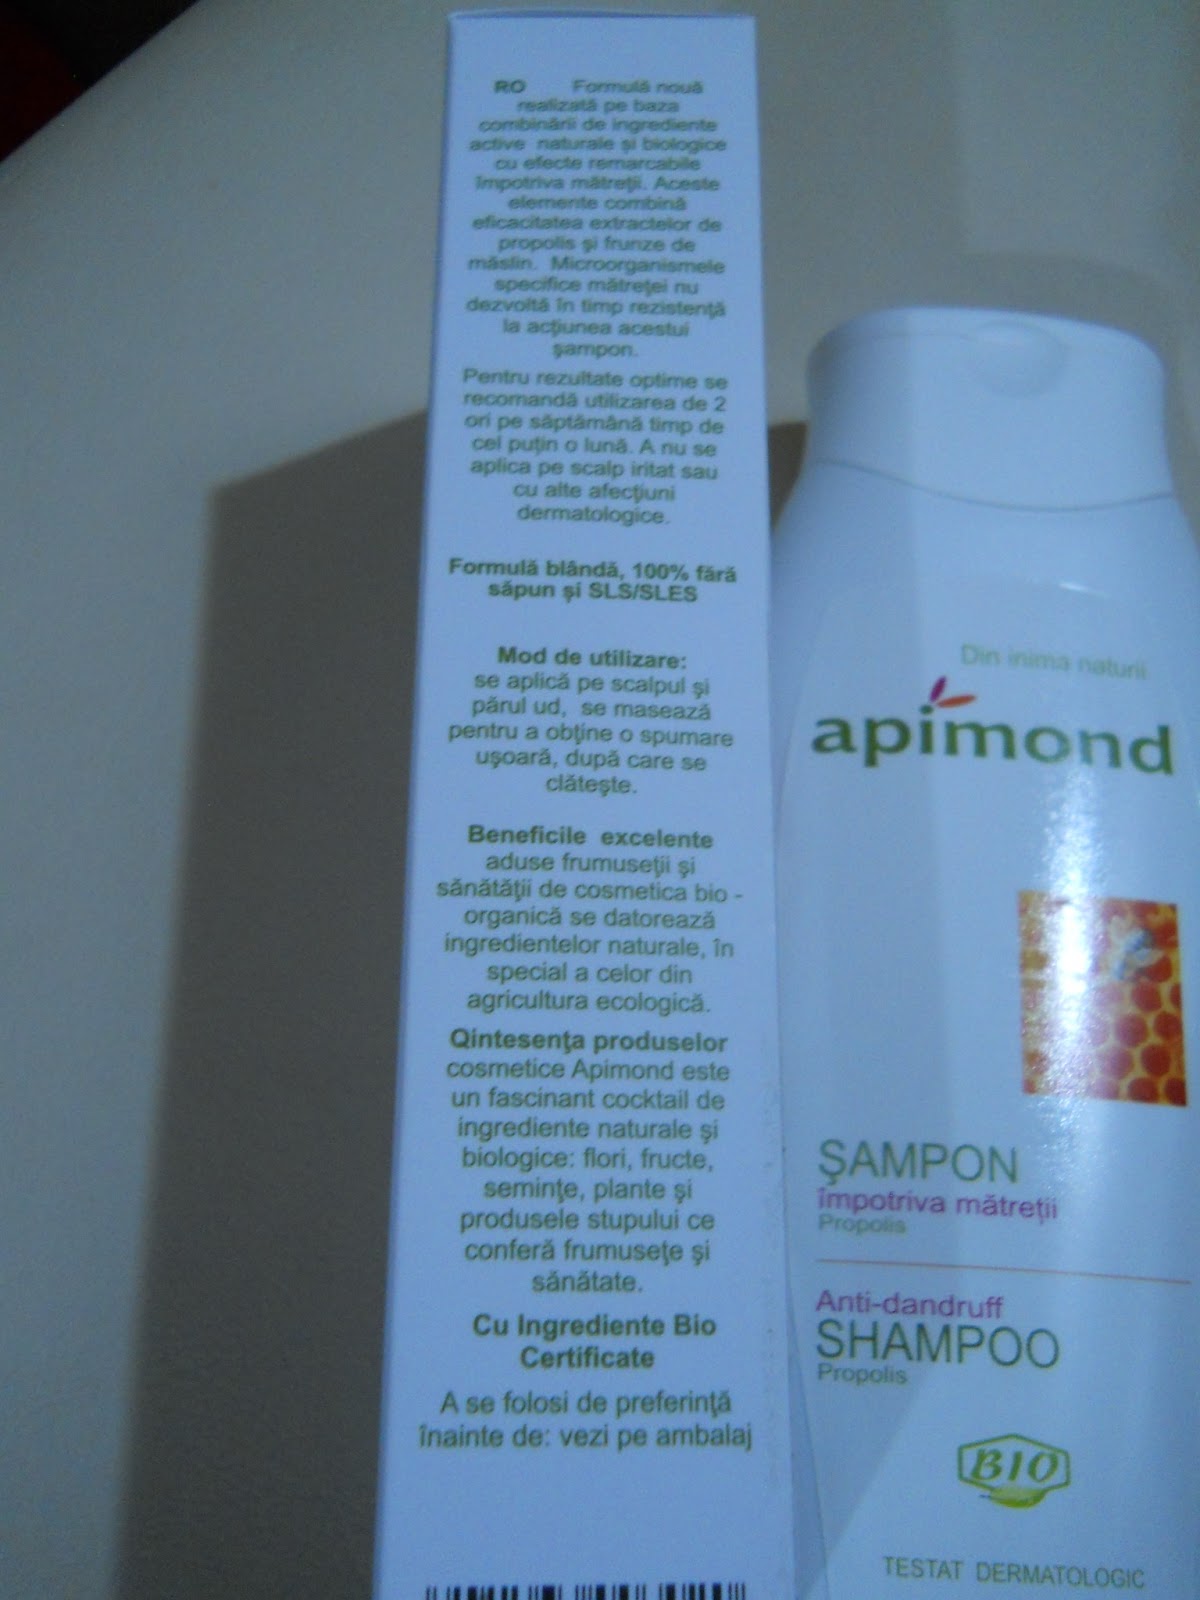 RO Formulă nouă
realizată pe baza
combinării de ingrediente
active naturale şi biologice
cu efecte remarcabile
împotriva mătreţii. Aceste
elemente combină
eficacitatea extractelor de
propolis şi frunze de
măslin. Microorganismele
specifice mătreţei nu
dezvoltă în timp rezistenţă
la acţiunea acestui
şampon.
Pentru rezultate optime se
recomandă utilizarea de 2
ori pe săptămână timp de
cel puţin o lună. A nu se
aplica pe scalp iritat sau
cu alte afecţiuni
dermatologice.
Formulă blândă, 100% fără
săpun şi SLS/SLES
Mod de utilizare:
se aplică pe scalpul şi
părul ud, se masează
pentru a obţine o spumare
uşoară, după care se
clăteşte.
Beneficile excelente
aduse frumuseţii şi
sănătăţii de cosmetica bio -
organică se datorează
ingredientelor naturale, în
special a celor din
agricultura ecologică.
Qintesenţa produselor
cosmetice Apimond este
un fascinant cocktail de
ingrediente naturale şi
biologice: flori, fructe,
seminţe, plante şi
produsele stupului ce
conferă frumuseţe şi
sănătate.
Cu Ingrediente Bio
Certificate
A se folosi de preferinţă
înainte de: vezi pe ambalaj
Din inima naturii
apimond
ŞAMPON
împotriva mătreţii
Propolis
Anti-dandruff
SHAMPOO
Propolis
BIO
TESTAT DERMATOLOGIC